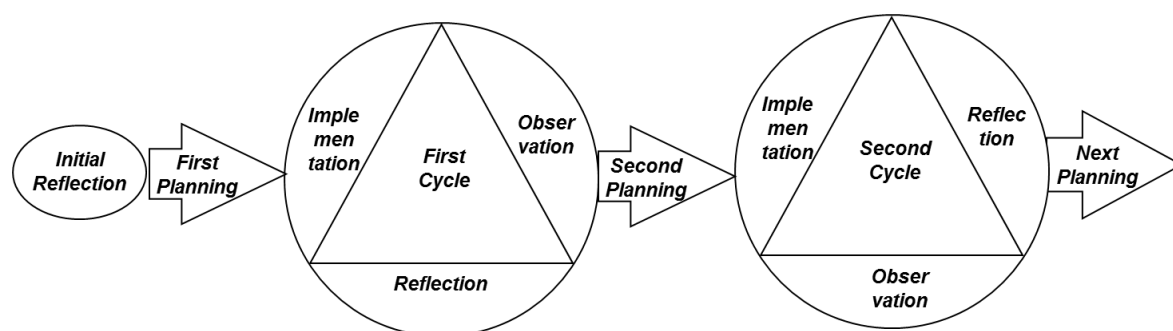 Initial
Reflection
First
Planning
Imple
men
tation
First
Cycle
Obser
vation
Reflection
Second
Planning
Imple
men
tation
Second
Cycle
Reflec
tion
Obser
vation
Next
Planning